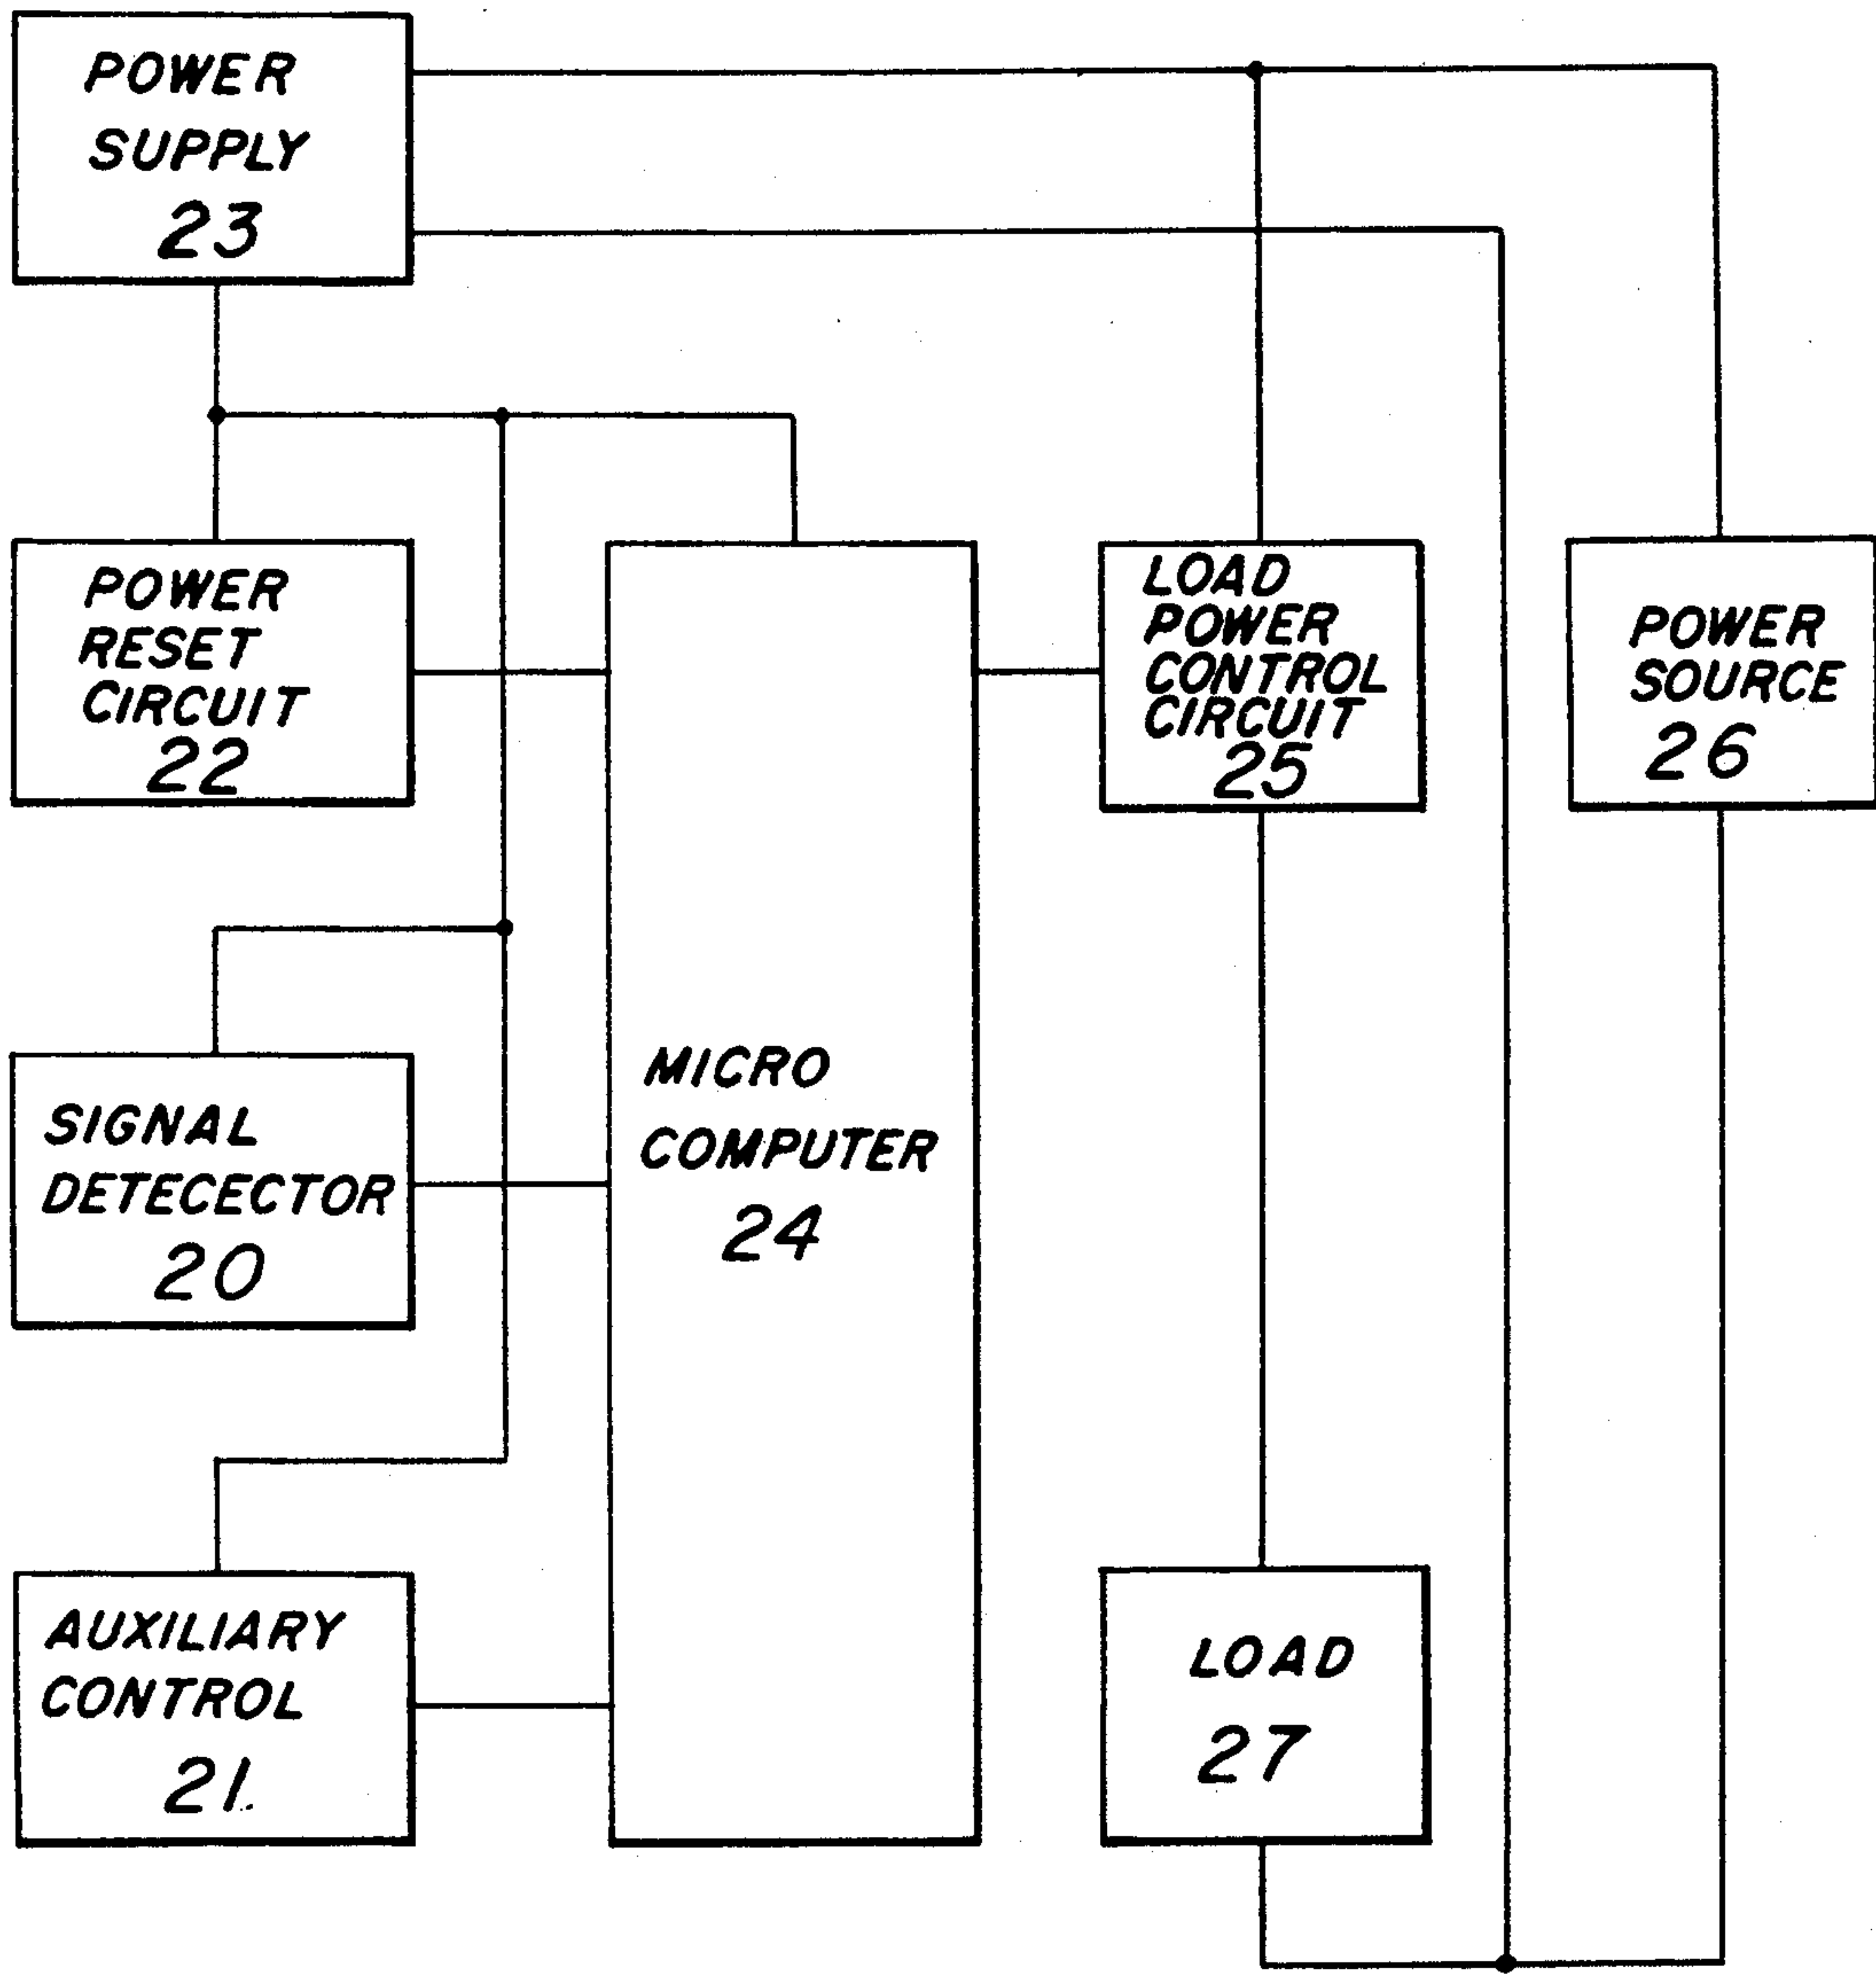 POWER
SUPPLY
23
POWER
RESET
CIRCUIT
22
LOAD
POWER
CONTROL
CIRCUIT
25
POWER
SOURCE
26
SIGNAL
DETECECTOR
20
MICRO
COMPUTER
24
AUXILIARY
CONTROL
21.
LOAD
27